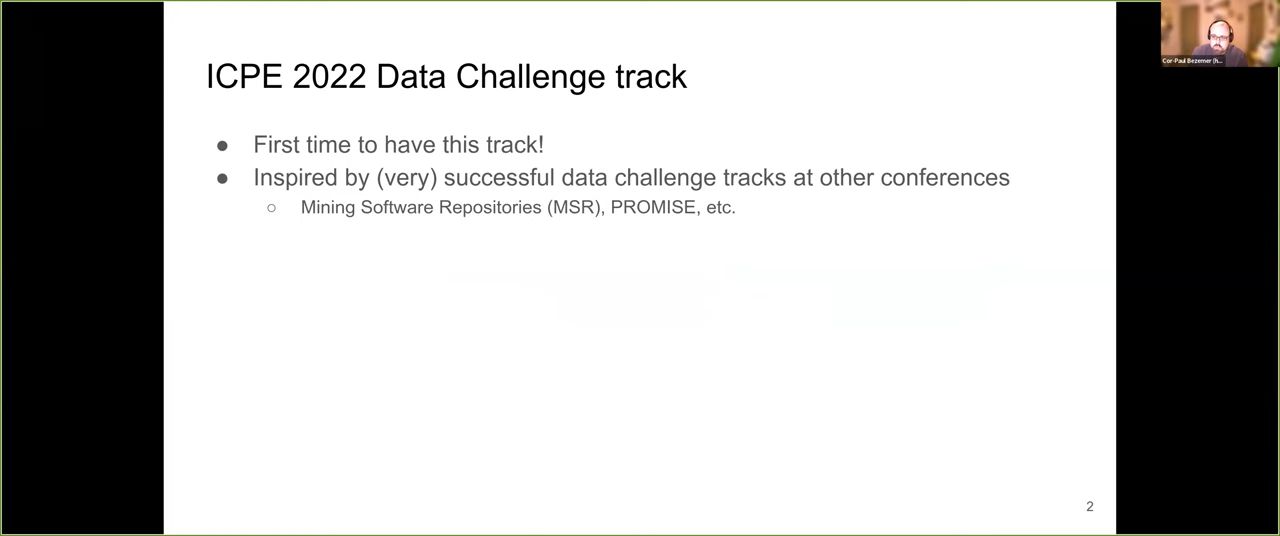 ICPE 2022 Data Challenge track
● First time to have this track!
● Inspired by (very) successful data challenge tracks at other conferences
○ Mining Software Repositories (MSR), PROMISE, etc.
2
Cor-Paul Bezemer (h...